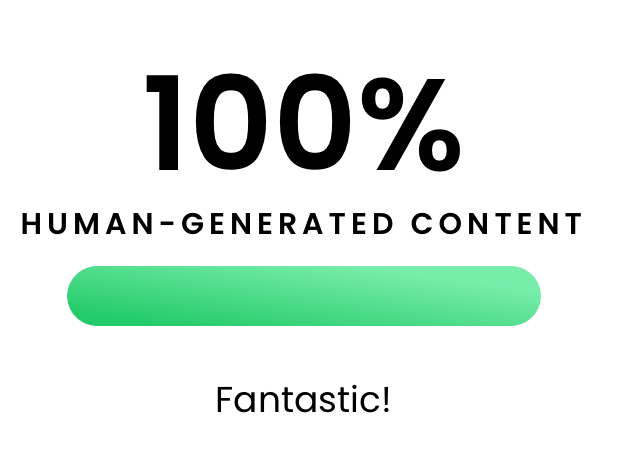 100%
HUMAN-GENERATED CONTENT
Fantastic!